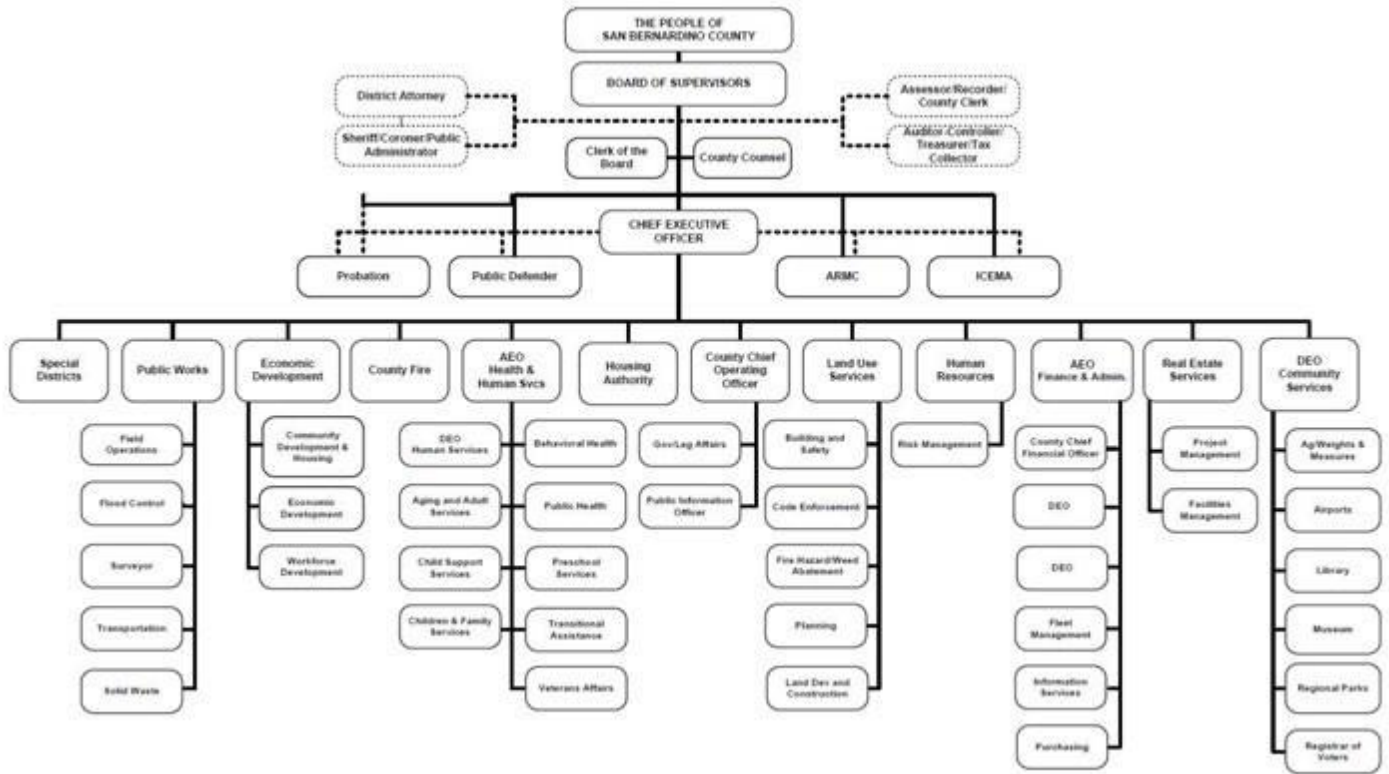 THE PEOPLE OF
SAN BERNARDINO COUNTY
BOARD OF SUPERVISORS
District Attorney
Sheriff/Coroner/Public
Administrator
Assessor/Recorder/
County Clerk
Auditor-Controller/
Treasurer/Tax
Collector
Clerk of the
Board
County Counsel
CHIEF EXECUTIVE
OFFICER
Probation
Public Defender
ARMC
ICEMA
Special
Districts
Public Works
Economic
Development
County Fire
AEO
Health &
Human Svcs
Housing
Authority
County Chief
Operating
Officer
Land Use
Services
Human
Resources
AEO
Finance & Admin.
Real Estate
Services
DEO
Community
Services
Field
Operations
Flood Control
Surveyor
Transportation
Solid Waste
Community
Development &
Housing
Economic
Development
Workforce
Development
DEO
Human Services
Aging and Adult
Services
Child Support
Services
Children & Family
Services
Behavioral Health
Public Health
Preschool
Services
Transitional
Assistance
Veterans Affairs
Gov/Leg Affairs
Public Information
Officer
Building and
Safety
Code Enforcement
Fire Hazard/Weed
Abatement
Planning
Land Dev and
Construction
Risk Management
County Chief
Financial Officer
DEO
DEO
Fleet
Management
Information
Services
Purchasing
Project
Management
Facilities
Management
Ag/Weights &
Measures
Airports
Library
Museum
Regional Parks
Registrar of
Voters